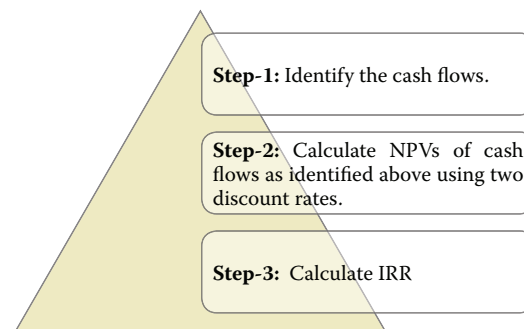 Step-1: Identify the cash flows.
Step-2: Calculate NPVs of cash
flows as identified above using two
discount rates.
Step-3: Calculate IRR